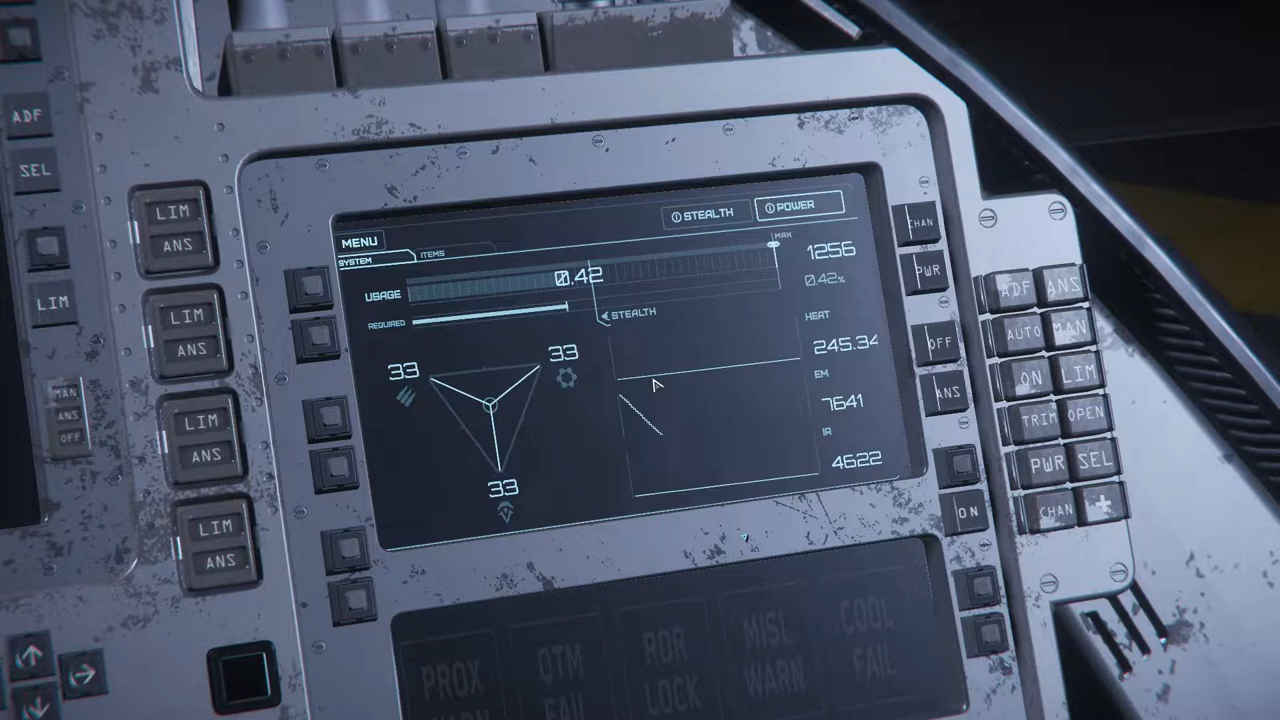 ADF
SEL
LIM
MAN
ANS
OFF
LIM
ANS
LIM
ANS
LIM
ANS
LIM
ANS
MENU
STEALTH
POWER
SYSTEM
ITEMS
MAX
USAGE
0.42
1256
0.42%
REQUIRED
STEALTH
HEAT
245.34
33
33
EM
7641
IR
33
4622
CHAN
PWR
OFF
ANS
ON
ADF ANS
AUTO MAN
ON LIM
TRIM OPEN
PWR SEL
CHAN +
PROX
QTM
FAIL
RDR
LOCK
MISL
WARN
COOL
FAIL